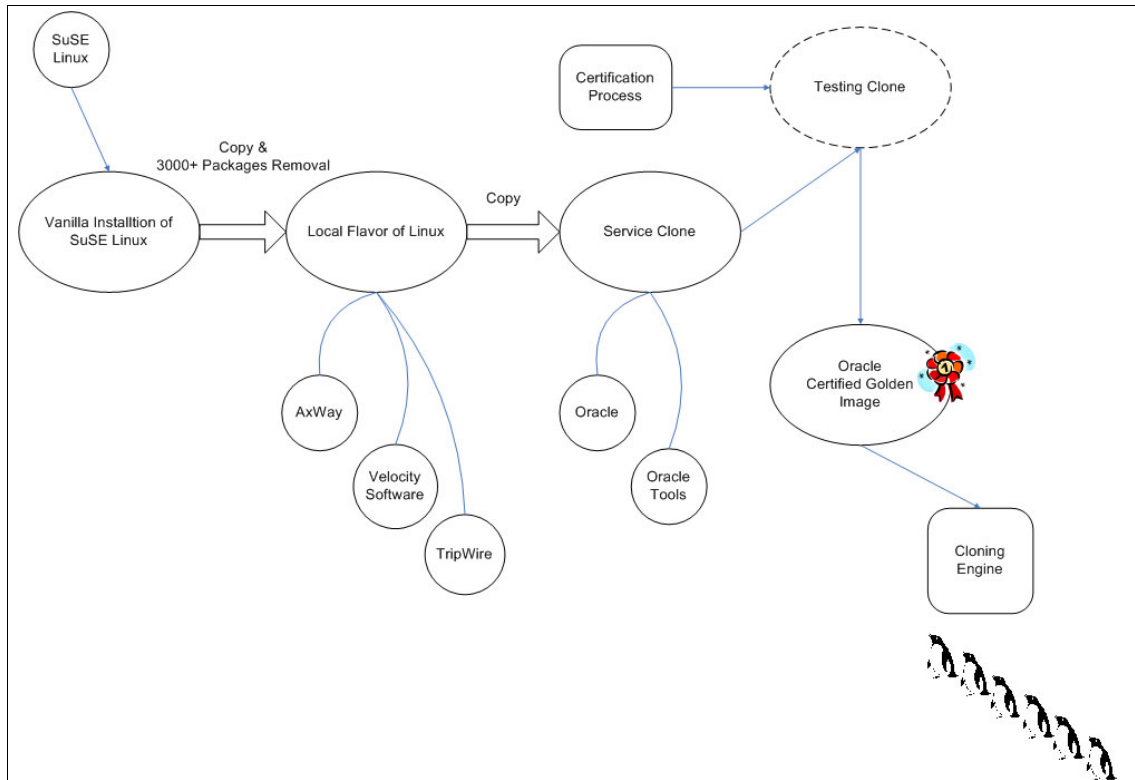 SuSE
Linux
Certification
Process
Testing Clone
Copy &
3000+ Packages Removal
Vanilla Installtion of
SuSE Linux
Local Flavor of Linux
Copy
Service Clone
AxWay
Velocity
Software
TripWire
Oracle
Oracle
Tools
Oracle
Certified Golden
Image
1
Cloning
Engine